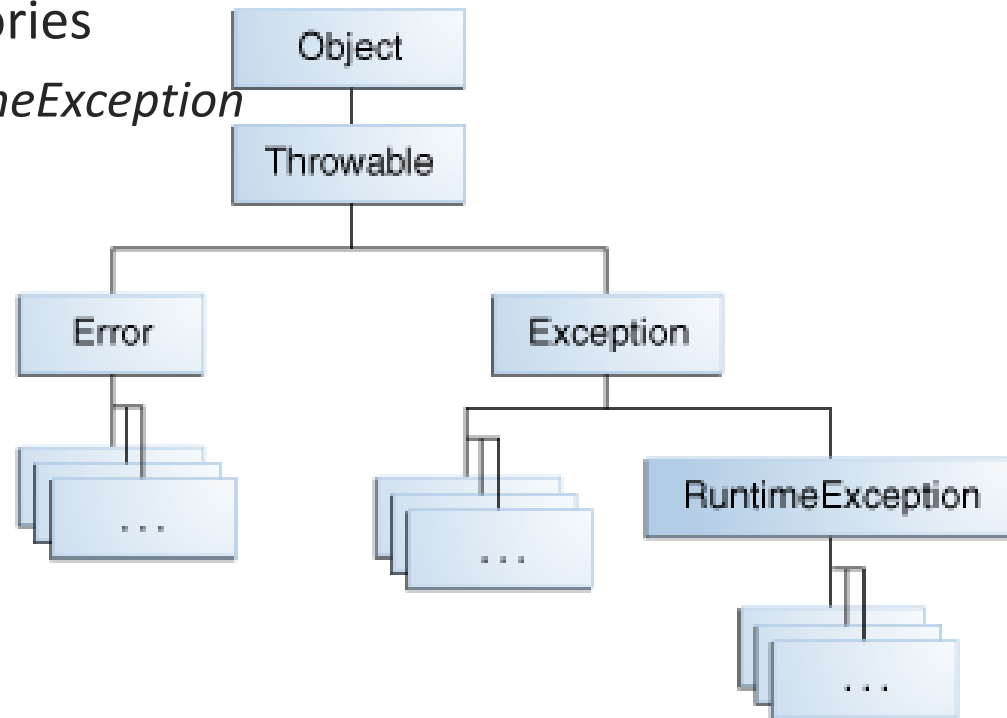 ories
Object
meException
Throwable
Error
Exception
RuntimeException
...
...
...